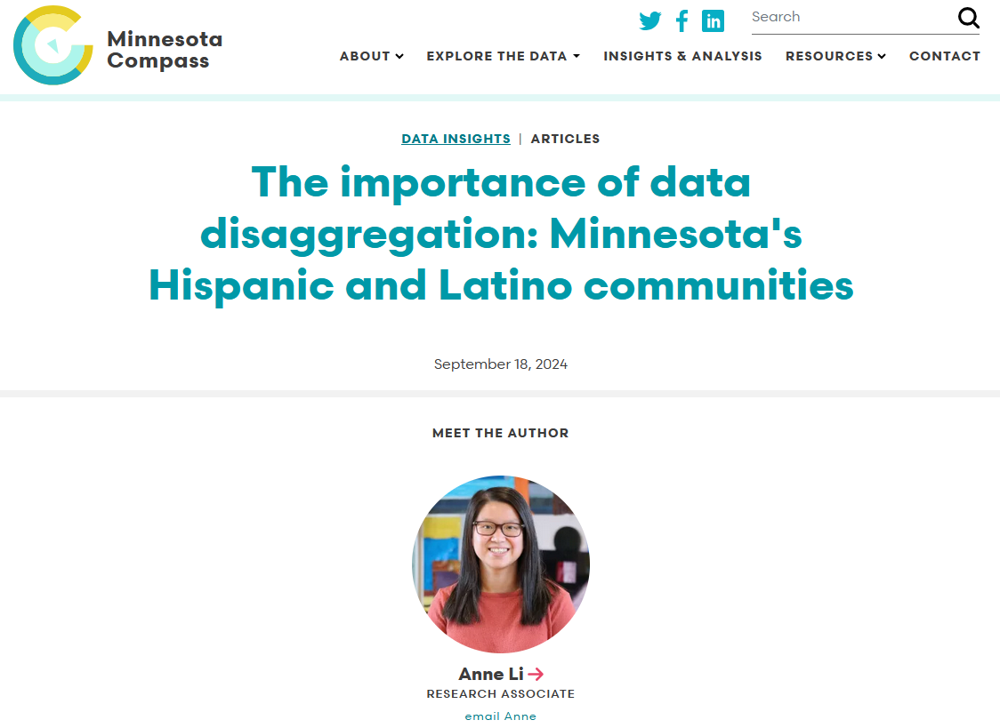 Minnesota
Compass
in
Search
ABOUT
EXPLORE THE DATA
INSIGHTS & ANALYSIS
RESOURCES
CONTACT
DATA INSIGHTS | ARTICLES
The importance of data
disaggregation: Minnesota's
Hispanic and Latino communities
September 18, 2024
MEET THE AUTHOR
Anne Li
RESEARCH ASSOCIATE
email Anne